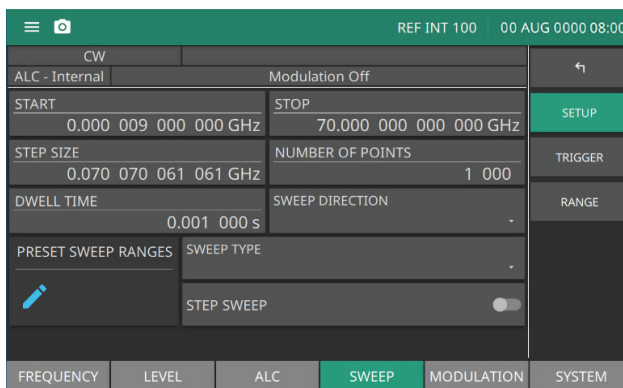 REF INT 100 00 AUG 0000 08:00
CW
ALC - Internal Modulation Off
START STOP
0.000 009 000 000 GHz 70.000 000 000 000 GHz
SETUP
STEP SIZE NUMBER OF POINTS
0.070 070 061 061 GHz 1 000
TRIGGER
DWELL TIME SWEEP DIRECTION
0.001 000 s
RANGE
PRESET SWEEP RANGES SWEEP TYPE
STEP SWEEP
FREQUENCY LEVEL ALC SWEEP MODULATION SYSTEM